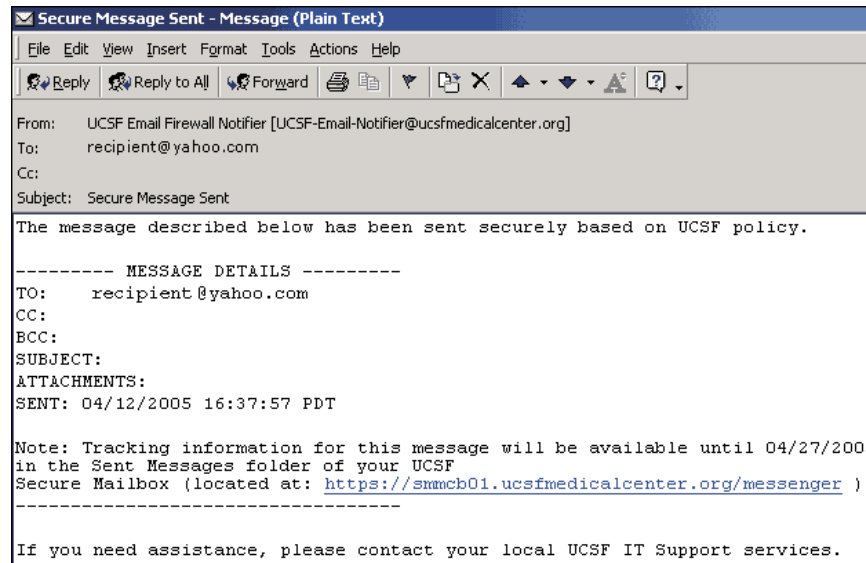 Secure Message Sent - Message (Plain Text)
File Edit View Insert Format Tools Actions Help
Reply Reply to All Forward
From: UCSF Email Firewall Notifier [UCSF-Email-Notifier@ucsfmedicalcenter.org]
To: recipient@yahoo.com
Cc:
Subject: Secure Message Sent
The message described below has been sent securely based on UCSF policy.
--------- MESSAGE DETAILS ---------
TO: recipient@yahoo.com
CC:
BCC:
SUBJECT:
ATTACHMENTS:
SENT: 04/12/2005 16:37:57 PDT
Note: Tracking information for this message will be available until 04/27/200
in the Sent Messages folder of your UCSF
Secure Mailbox (located at: https://smmcb01.ucsfmedicalcenter.org/messenger )
-----------------------------------
If you need assistance, please contact your local UCSF IT Support services.